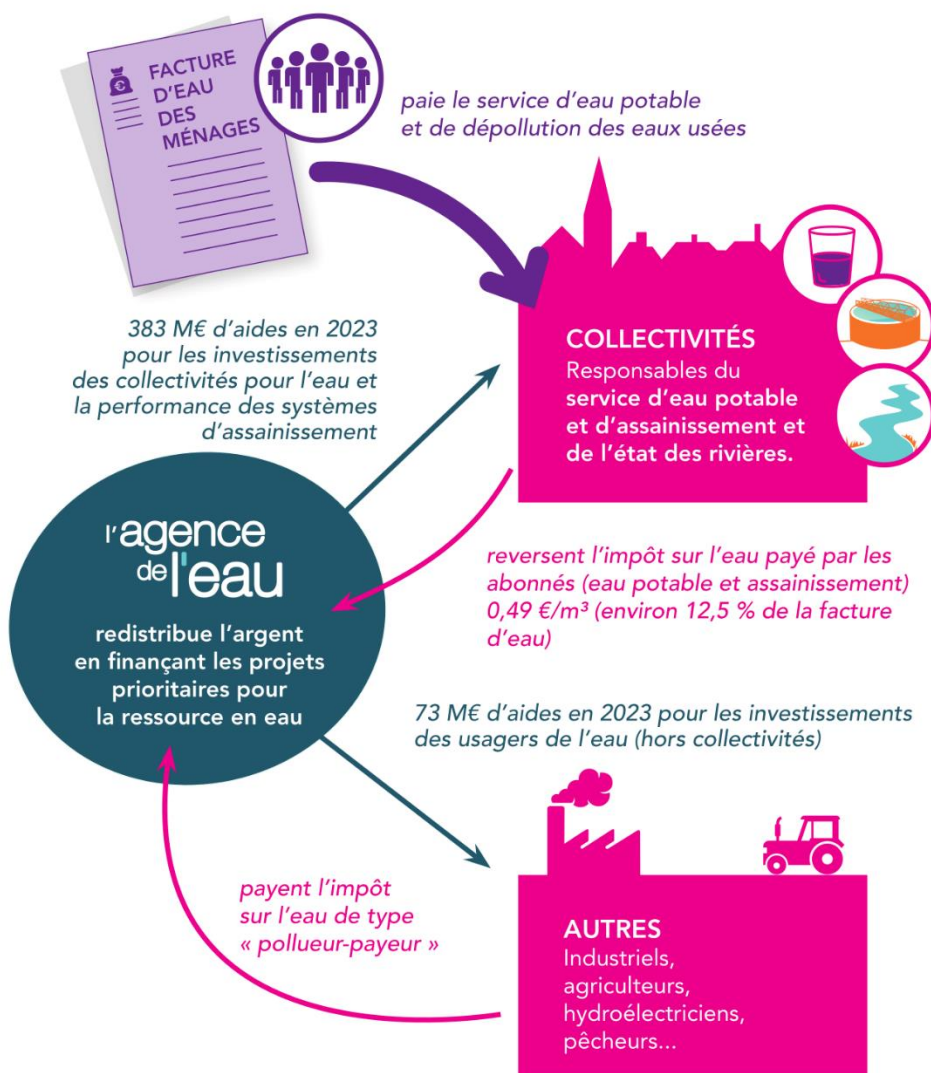 FACTURE
D'EAU
DES
MÉNAGES
paie le service d'eau potable
et de dépollution des eaux usées
383 M€ d'aides en 2023
pour les investissements
des collectivités pour l'eau et
la performance des systèmes
d'assainissement
COLLECTIVITÉS
Responsables du
service d'eau potable
et d'assainissement et
de l'état des rivières.
l'agence
de l'eau
redistribue l'argent
en finançant les projets
prioritaires pour
la ressource en eau
reversent l'impôt sur l'eau payé par les
abonnés (eau potable et assainissement)
0,49 €/m³ (environ 12,5 % de la facture
d'eau)
73 M€ d'aides en 2023 pour les investissements
des usagers de l'eau (hors collectivités)
payent l'impôt
sur l'eau de type
« pollueur-payeur »
AUTRES
Industriels,
agriculteurs,
hydroélectriciens,
pêcheurs...